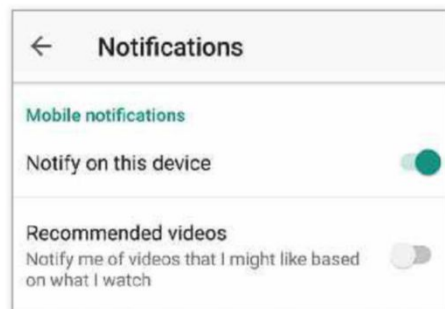 Notifications
Mobile notifications
Notify on this device
Recommended videos
Notify me of videos that I might like based
on what I watch